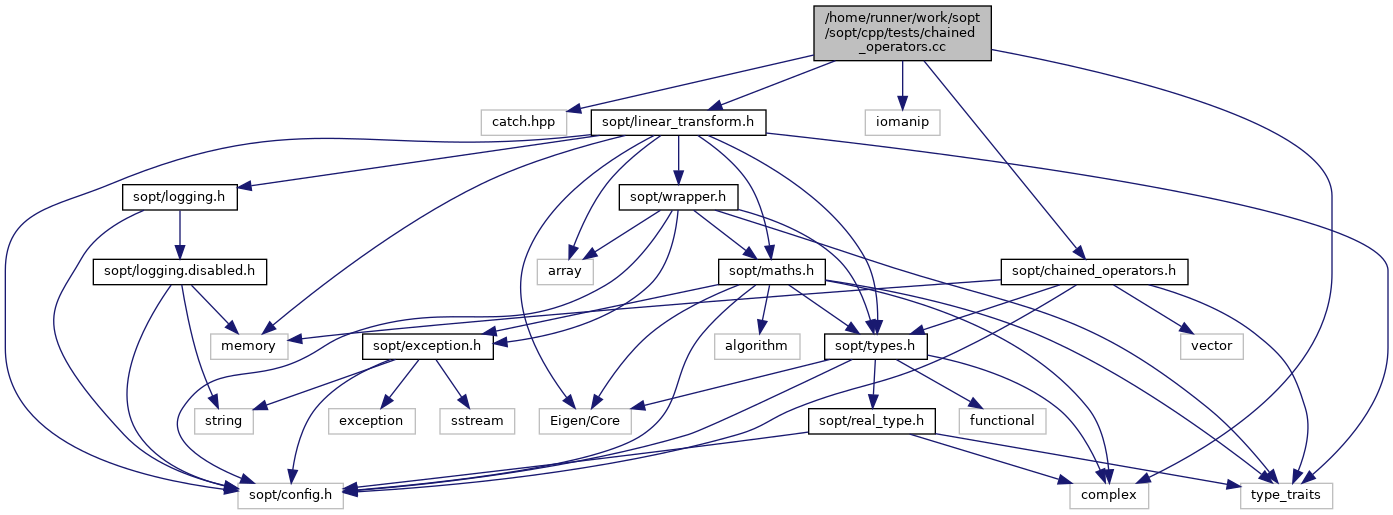 /home/runner/work/sopt
/sopt/cpp/tests/chained
_operators.cc
catch.hpp
sopt/linear_transform.h
iomanip
sopt/logging.h
sopt/wrapper.h
sopt/logging.disabled.h
array
sopt/maths.h
sopt/chained_operators.h
memory
sopt/exception.h
algorithm
sopt/types.h
vector
string
exception
sstream
Eigen/Core
sopt/real_type.h
functional
sopt/config.h
complex
type_traits